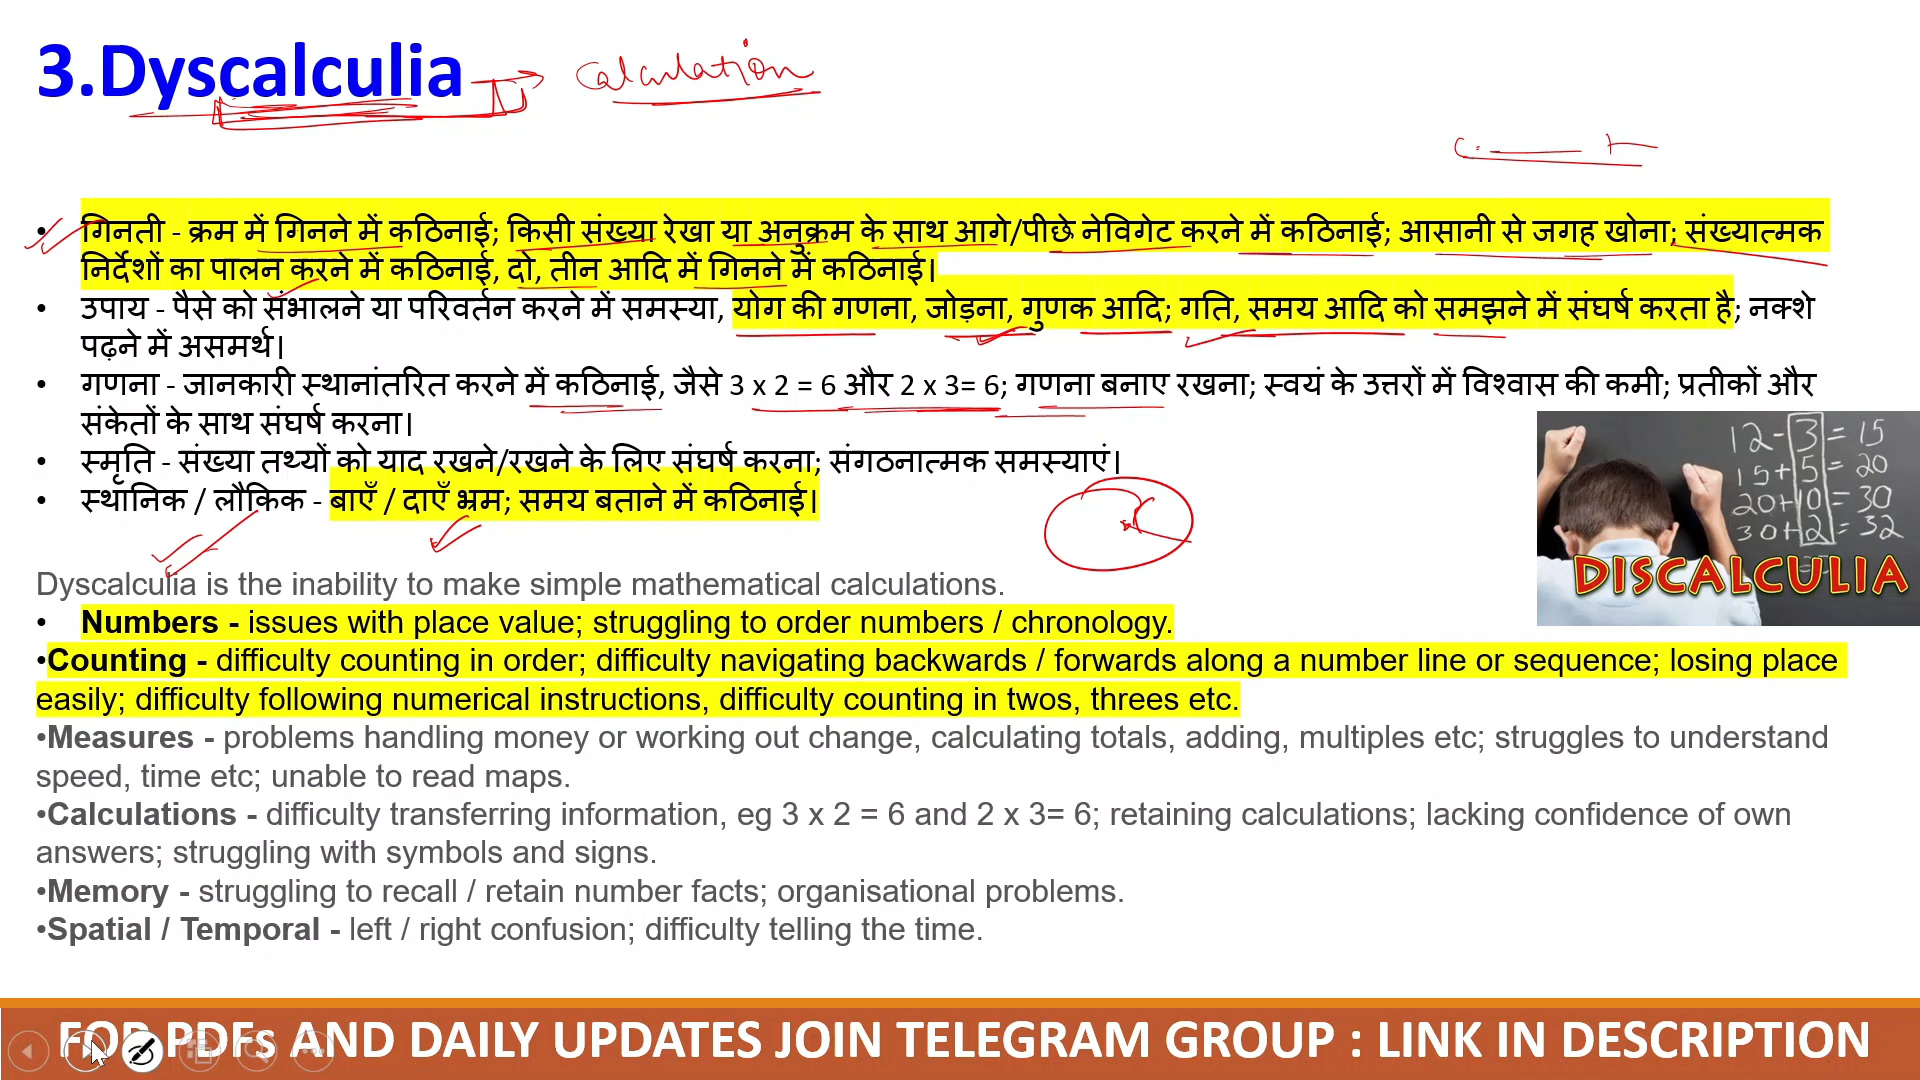 3.Dyscalculia
calculation
• गिनती - क्रम में गिनने में कठिनाई; किसी संख्या रेखा या अनुक्रम के साथ आगे/पीछे नेविगेट करने में कठिनाई; आसानी से जगह खोना; संख्यात्मक
निर्देशों का पालन करने में कठिनाई, दो, तीन आदि में गिनने में कठिनाई।
• उपाय - पैसे को संभालने या परिवर्तन करने में समस्या, योग की गणना, जोड़ना, गुणक आदि; गति, समय आदि को समझने में संघर्ष करता है; नक्शे
पढ़ने में असमर्थ।
• गणना - जानकारी स्थानांतरित करने में कठिनाई, जैसे 3 x 2 = 6 और 2 x 3= 6; गणना बनाए रखना; स्वयं के उत्तरों में विश्वास की कमी; प्रतीकों और
संकेतों के साथ संघर्ष करना।
• स्मृति - संख्या तथ्यों को याद रखने/रखने के लिए संघर्ष करना; संगठनात्मक समस्याएं।
• स्थानिक / लौकिक - बाएँ / दाएँ भ्रम; समय बताने में कठिनाई।
12-3=15
15+5=20
20+10=30
30+2=32
DISCALCULIA
Dyscalculia is the inability to make simple mathematical calculations.
• Numbers - issues with place value; struggling to order numbers / chronology.
•Counting - difficulty counting in order; difficulty navigating backwards / forwards along a number line or sequence; losing place
easily; difficulty following numerical instructions, difficulty counting in twos, threes etc.
•Measures - problems handling money or working out change, calculating totals, adding, multiples etc; struggles to understand
speed, time etc; unable to read maps.
•Calculations - difficulty transferring information, eg 3 x 2 = 6 and 2 x 3= 6; retaining calculations; lacking confidence of own
answers; struggling with symbols and signs.
•Memory - struggling to recall / retain number facts; organisational problems.
•Spatial / Temporal - left / right confusion; difficulty telling the time.
FOR PDFs AND DAILY UPDATES JOIN TELEGRAM GROUP : LINK IN DESCRIPTION